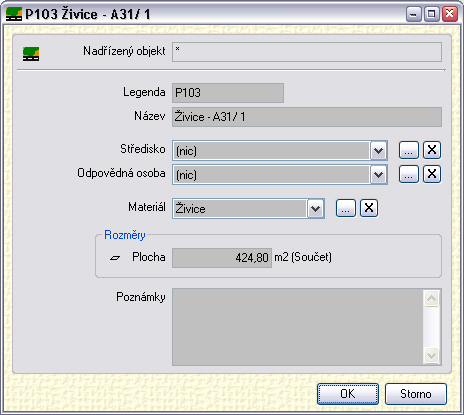 P103 Živice - A31/ 1
Nadřízený objekt *
Legenda P103
Název Živice - A31/ 1
Středisko (nic) ... X
Odpovědná osoba (nic) ... X
Materiál Živice ... X
Rozměry
Plocha 424,80 m2 (Součet)
Poznámky
OK Storno